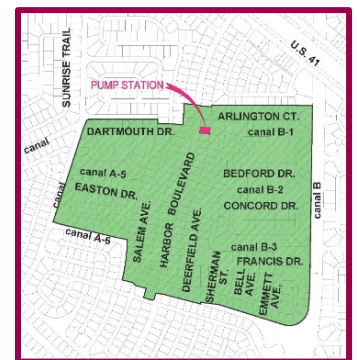 SUNRISE TRAIL
U.S. 41
PUMP STATION
ARLINGTON CT.
canal B-1
DARTMOUTH DR.
canal
canal A-5
EASTON DR.
BEDFORD DR.
canal B-2
CONCORD DR.
canal
canal B
HARBOR BOULEVARD
canal A-5
SALEM AVE.
DEERFIELD AVE.
canal B-3
FRANCIS DR.
SHERMAN
ST.
BELL
AVE.
EMMETT
AVE.